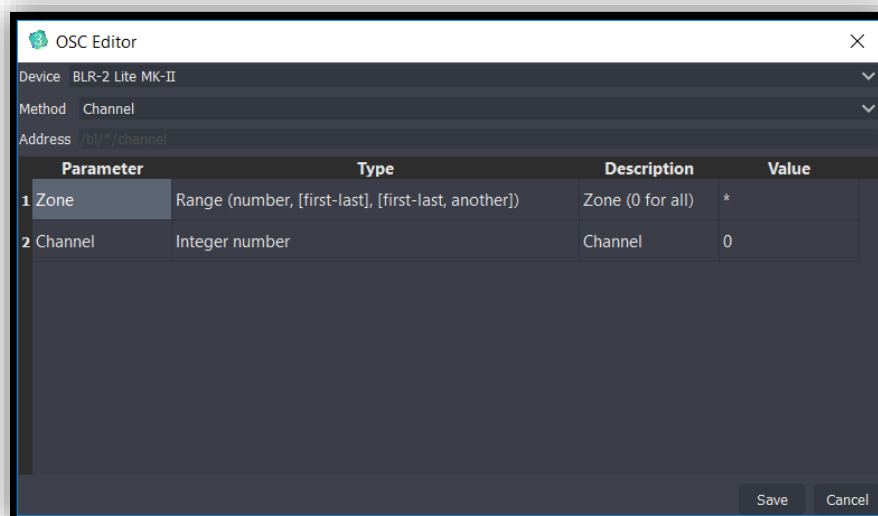 OSC Editor
Device BLR-2 Lite MK-II
Method Channel
Address /bl/*/channel
Parameter Type Description Value
1 Zone Range (number, [first-last], [first-last, another]) Zone (0 for all) *
2 Channel Integer number Channel 0
Save Cancel